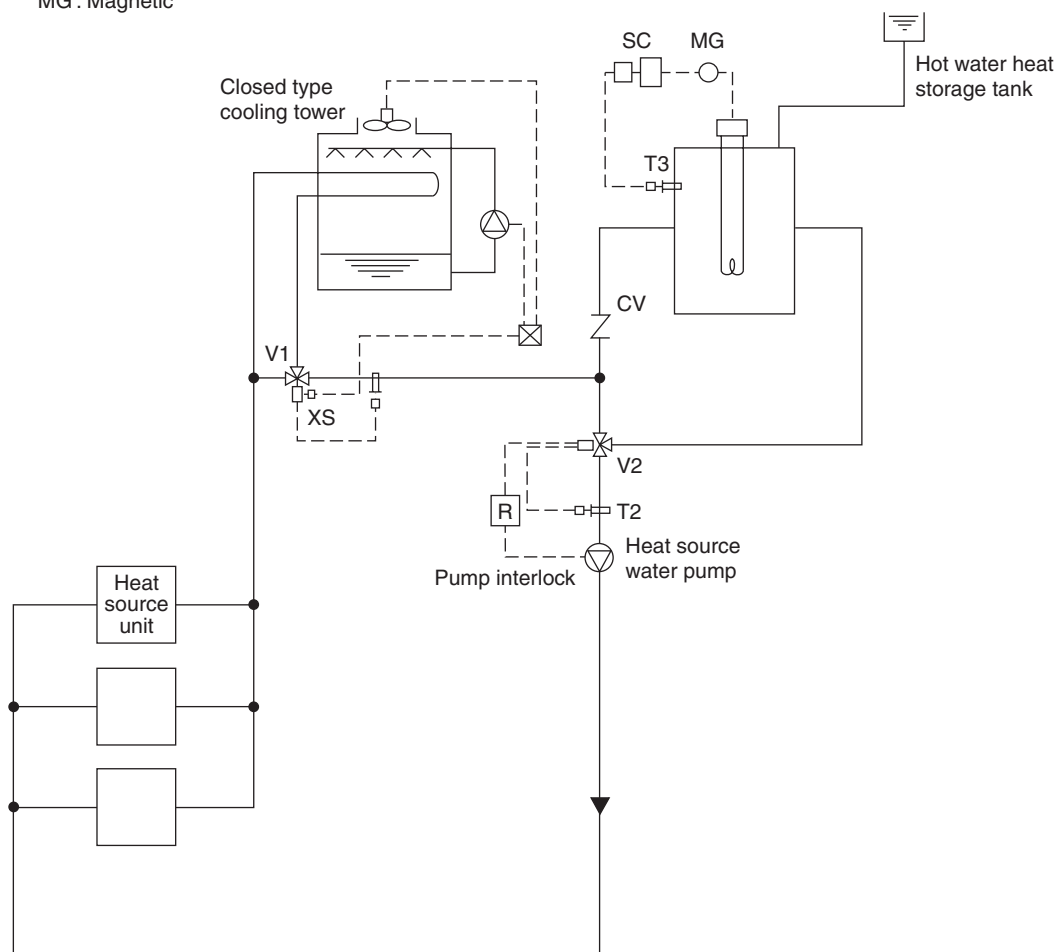 MG : Magnetic
SC
MG
Hot water heat
storage tank
Closed type
cooling tower
T3
CV
V1
XS
V2
R
T2
Heat source
water pump
Pump interlock
Heat
source
unit